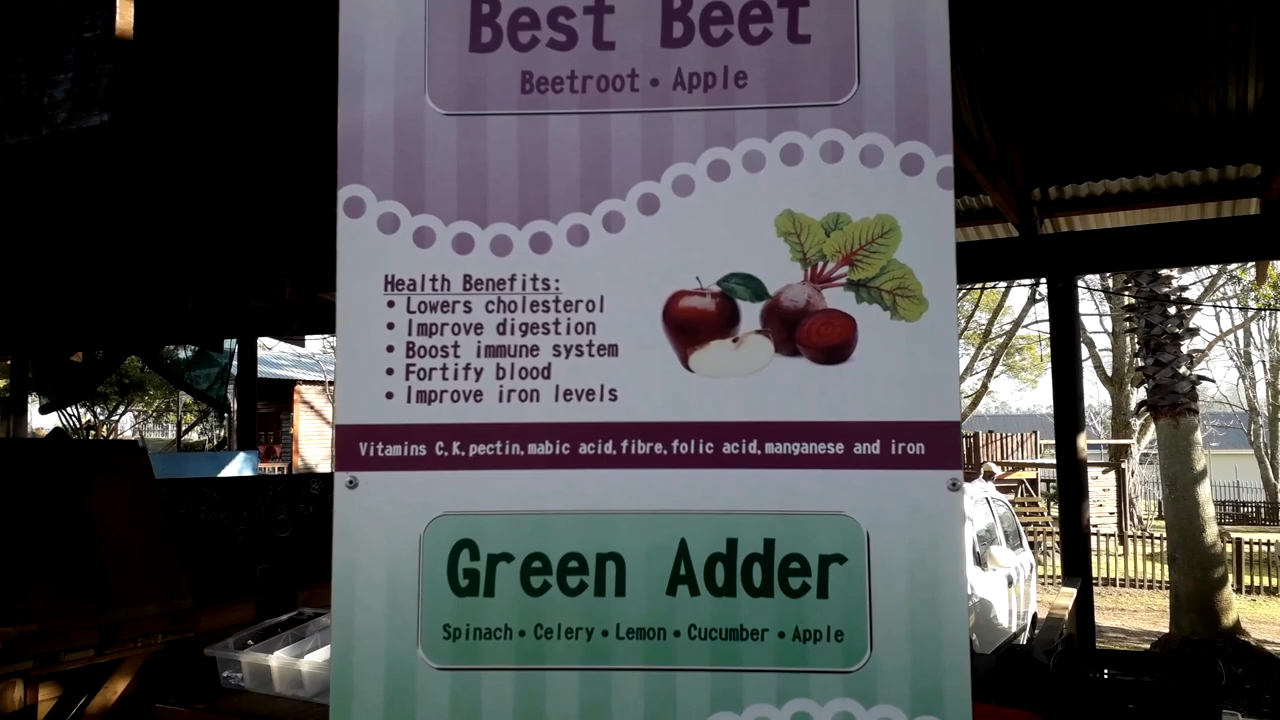 Best Beet
Beetroot • Apple
Health Benefits:
• Lowers cholesterol
• Improve digestion
• Boost immune system
• Fortify blood
• Improve iron levels
Vitamins C,K,pectin,mabic acid,fibre,folic acid,manganese and iron
Green Adder
Spinach • Celery • Lemon • Cucumber • Apple